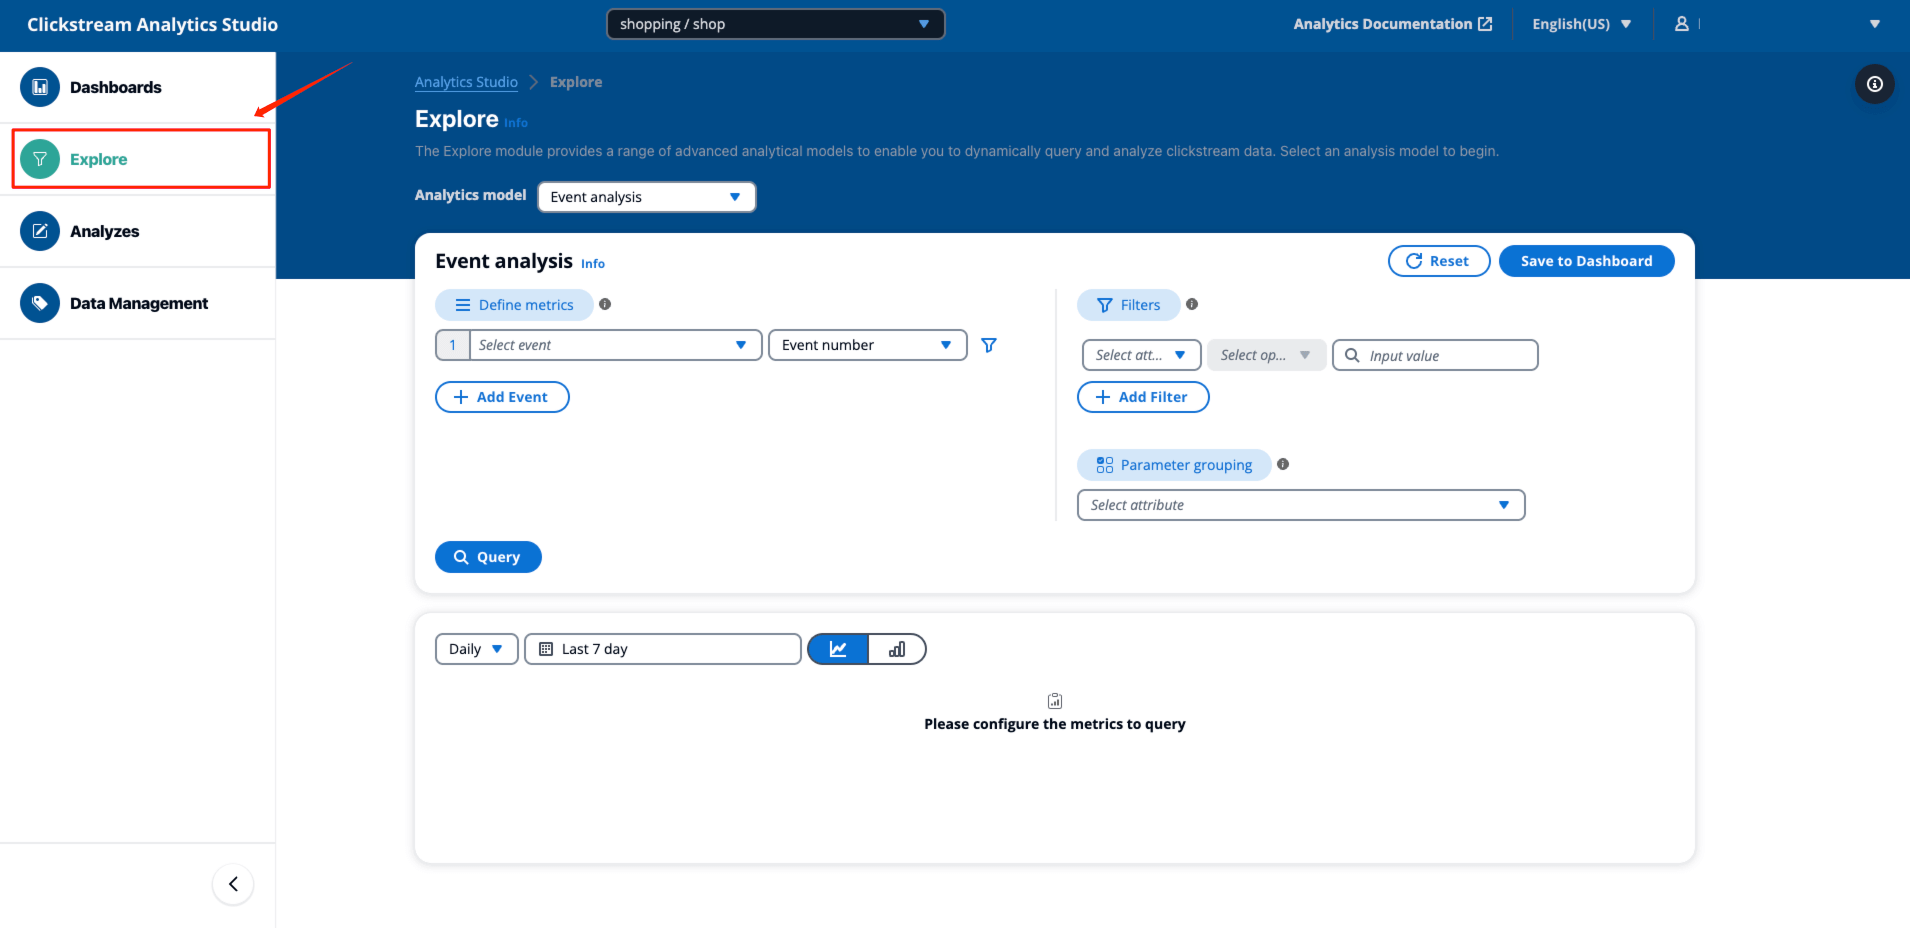 Clickstream Analytics Studio
shopping / shop
Analytics Documentation
English(US)
Dashboards
Explore
Analyzes
Data Management
Analytics Studio
Explore
Explore Info
The Explore module provides a range of advanced analytical models to enable you to dynamically query and analyze clickstream data. Select an analysis model to begin.
Analytics model
Event analysis
Event analysis Info
Reset
Save to Dashboard
Define metrics
1
Select event
Event number
Add Event
Filters
Select att...
Select op...
Input value
Add Filter
Parameter grouping
Select attribute
Query
Daily
Last 7 day
Please configure the metrics to query